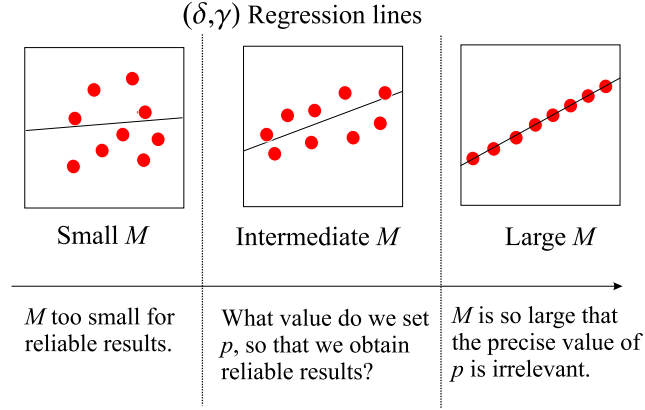 (δ,γ) Regression lines
Small M
Intermediate M
Large M
M too small for
reliable results.
What value do we set
p, so that we obtain
reliable results?
M is so large that
the precise value of
p is irrelevant.